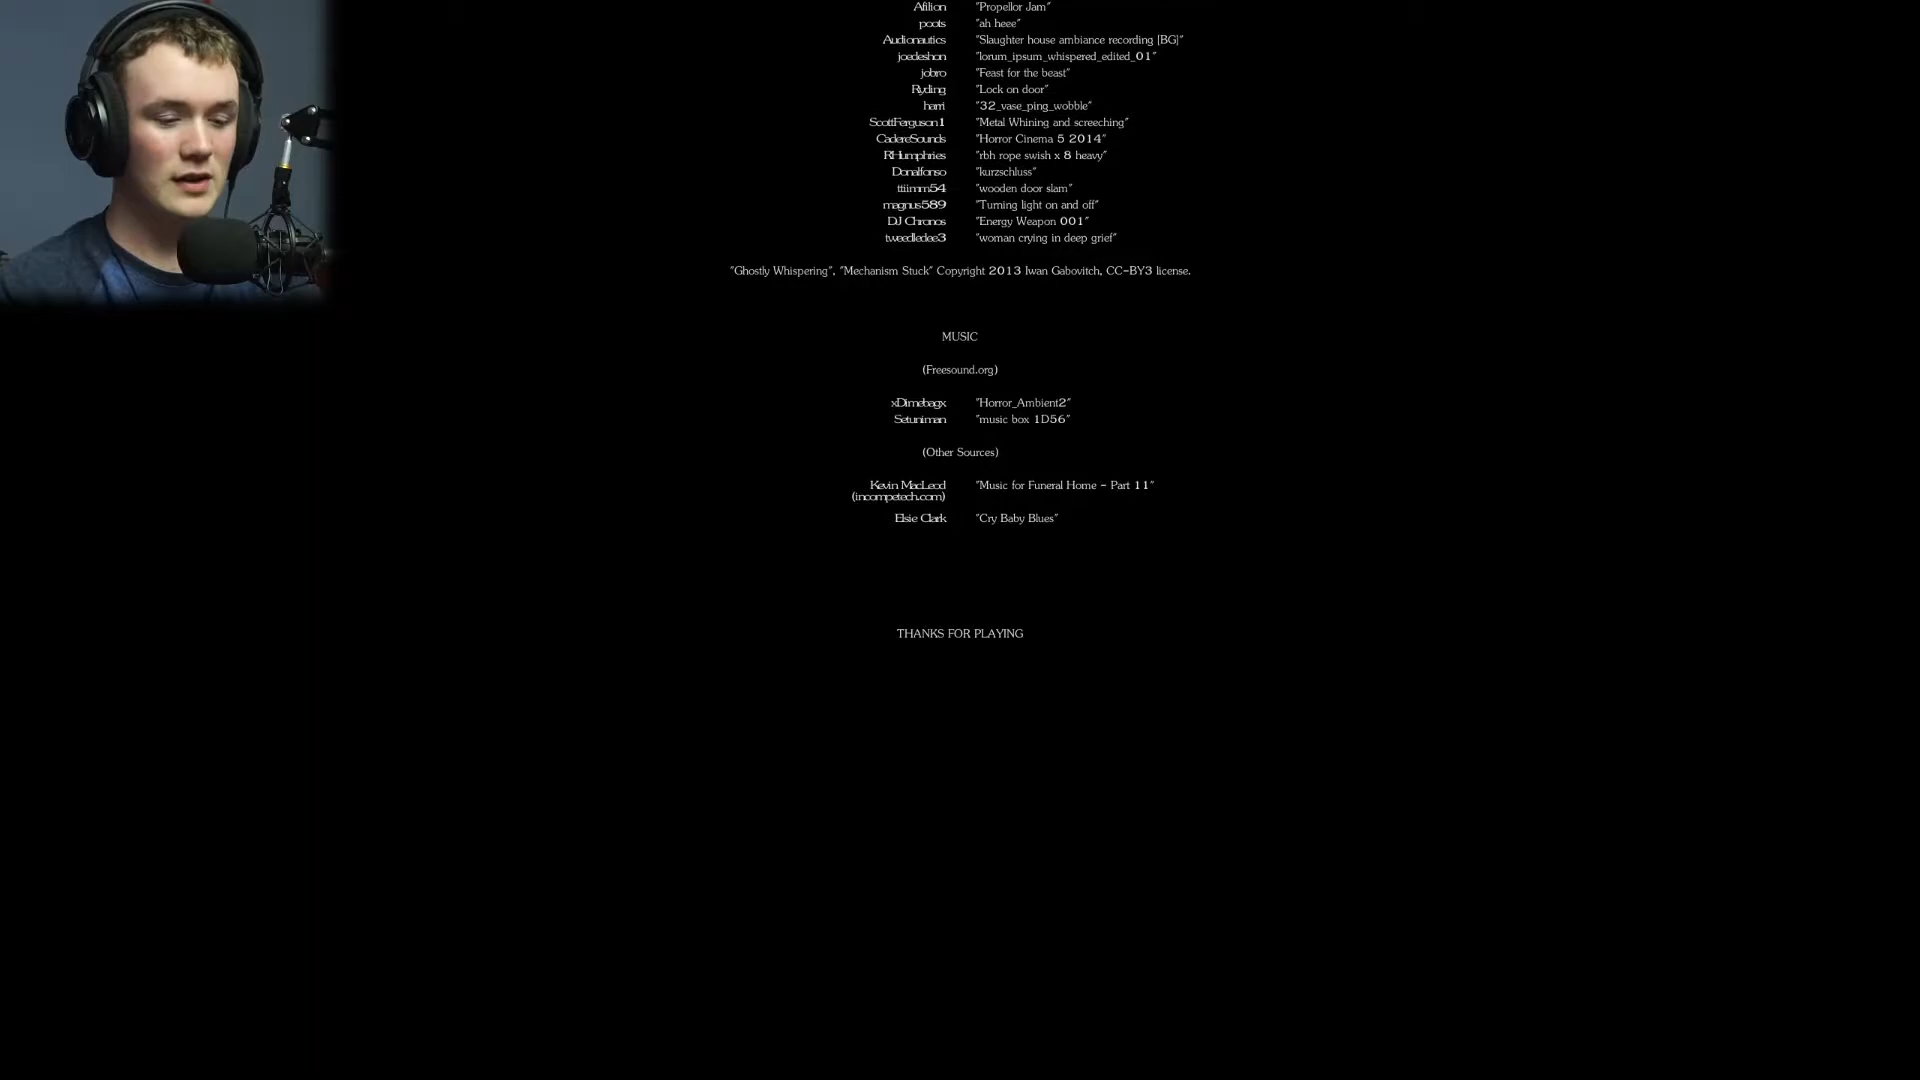 Afilion "Propellor Jam"
poots "ah heee"
Audionautics "Slaughter house ambiance recording [BG]"
joedeshon "lorum_ipsum_whispered_edited_01"
jobro "Feast for the beast"
Ryding "Lock on door"
harri "32_vase_ping_wobble"
ScottFerguson1 "Metal Whining and screeching"
CadereSounds "Horror Cinema 5 2014"
RHumphries "rbh rope swish x 8 heavy"
Donalfonso "kurzschluss"
ttiimm54 "wooden door slam"
magnus589 "Turning light on and off"
DJ Chronos "Energy Weapon 001"
tweedledee3 "woman crying in deep grief"
"Ghostly Whispering", "Mechanism Stuck" Copyright 2013 Iwan Gabovitch, CC-BY3 license.
MUSIC
(Freesound.org)
xDimebagx "Horror_Ambient2"
Setuniman "music box 1D56"
(Other Sources)
Kevin MacLeod "Music for Funeral Home - Part 11"
(incompetech.com)
Elsie Clark "Cry Baby Blues"
THANKS FOR PLAYING